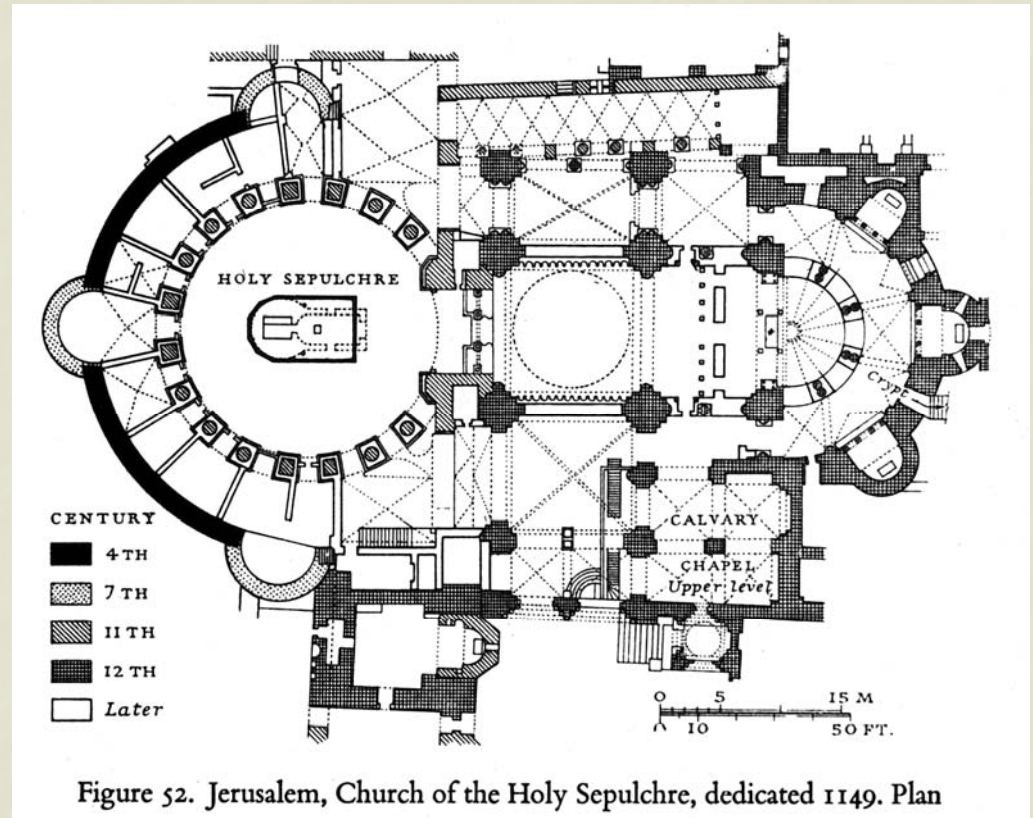 HOLY SEPULCHRE
Crypt
CALVARY
CHAPEL
Upper level
CENTURY
4TH
7TH
11TH
12TH
Later
0 5 15 M
0 10 50 FT.
Figure 52. Jerusalem, Church of the Holy Sepulchre, dedicated 1149. Plan